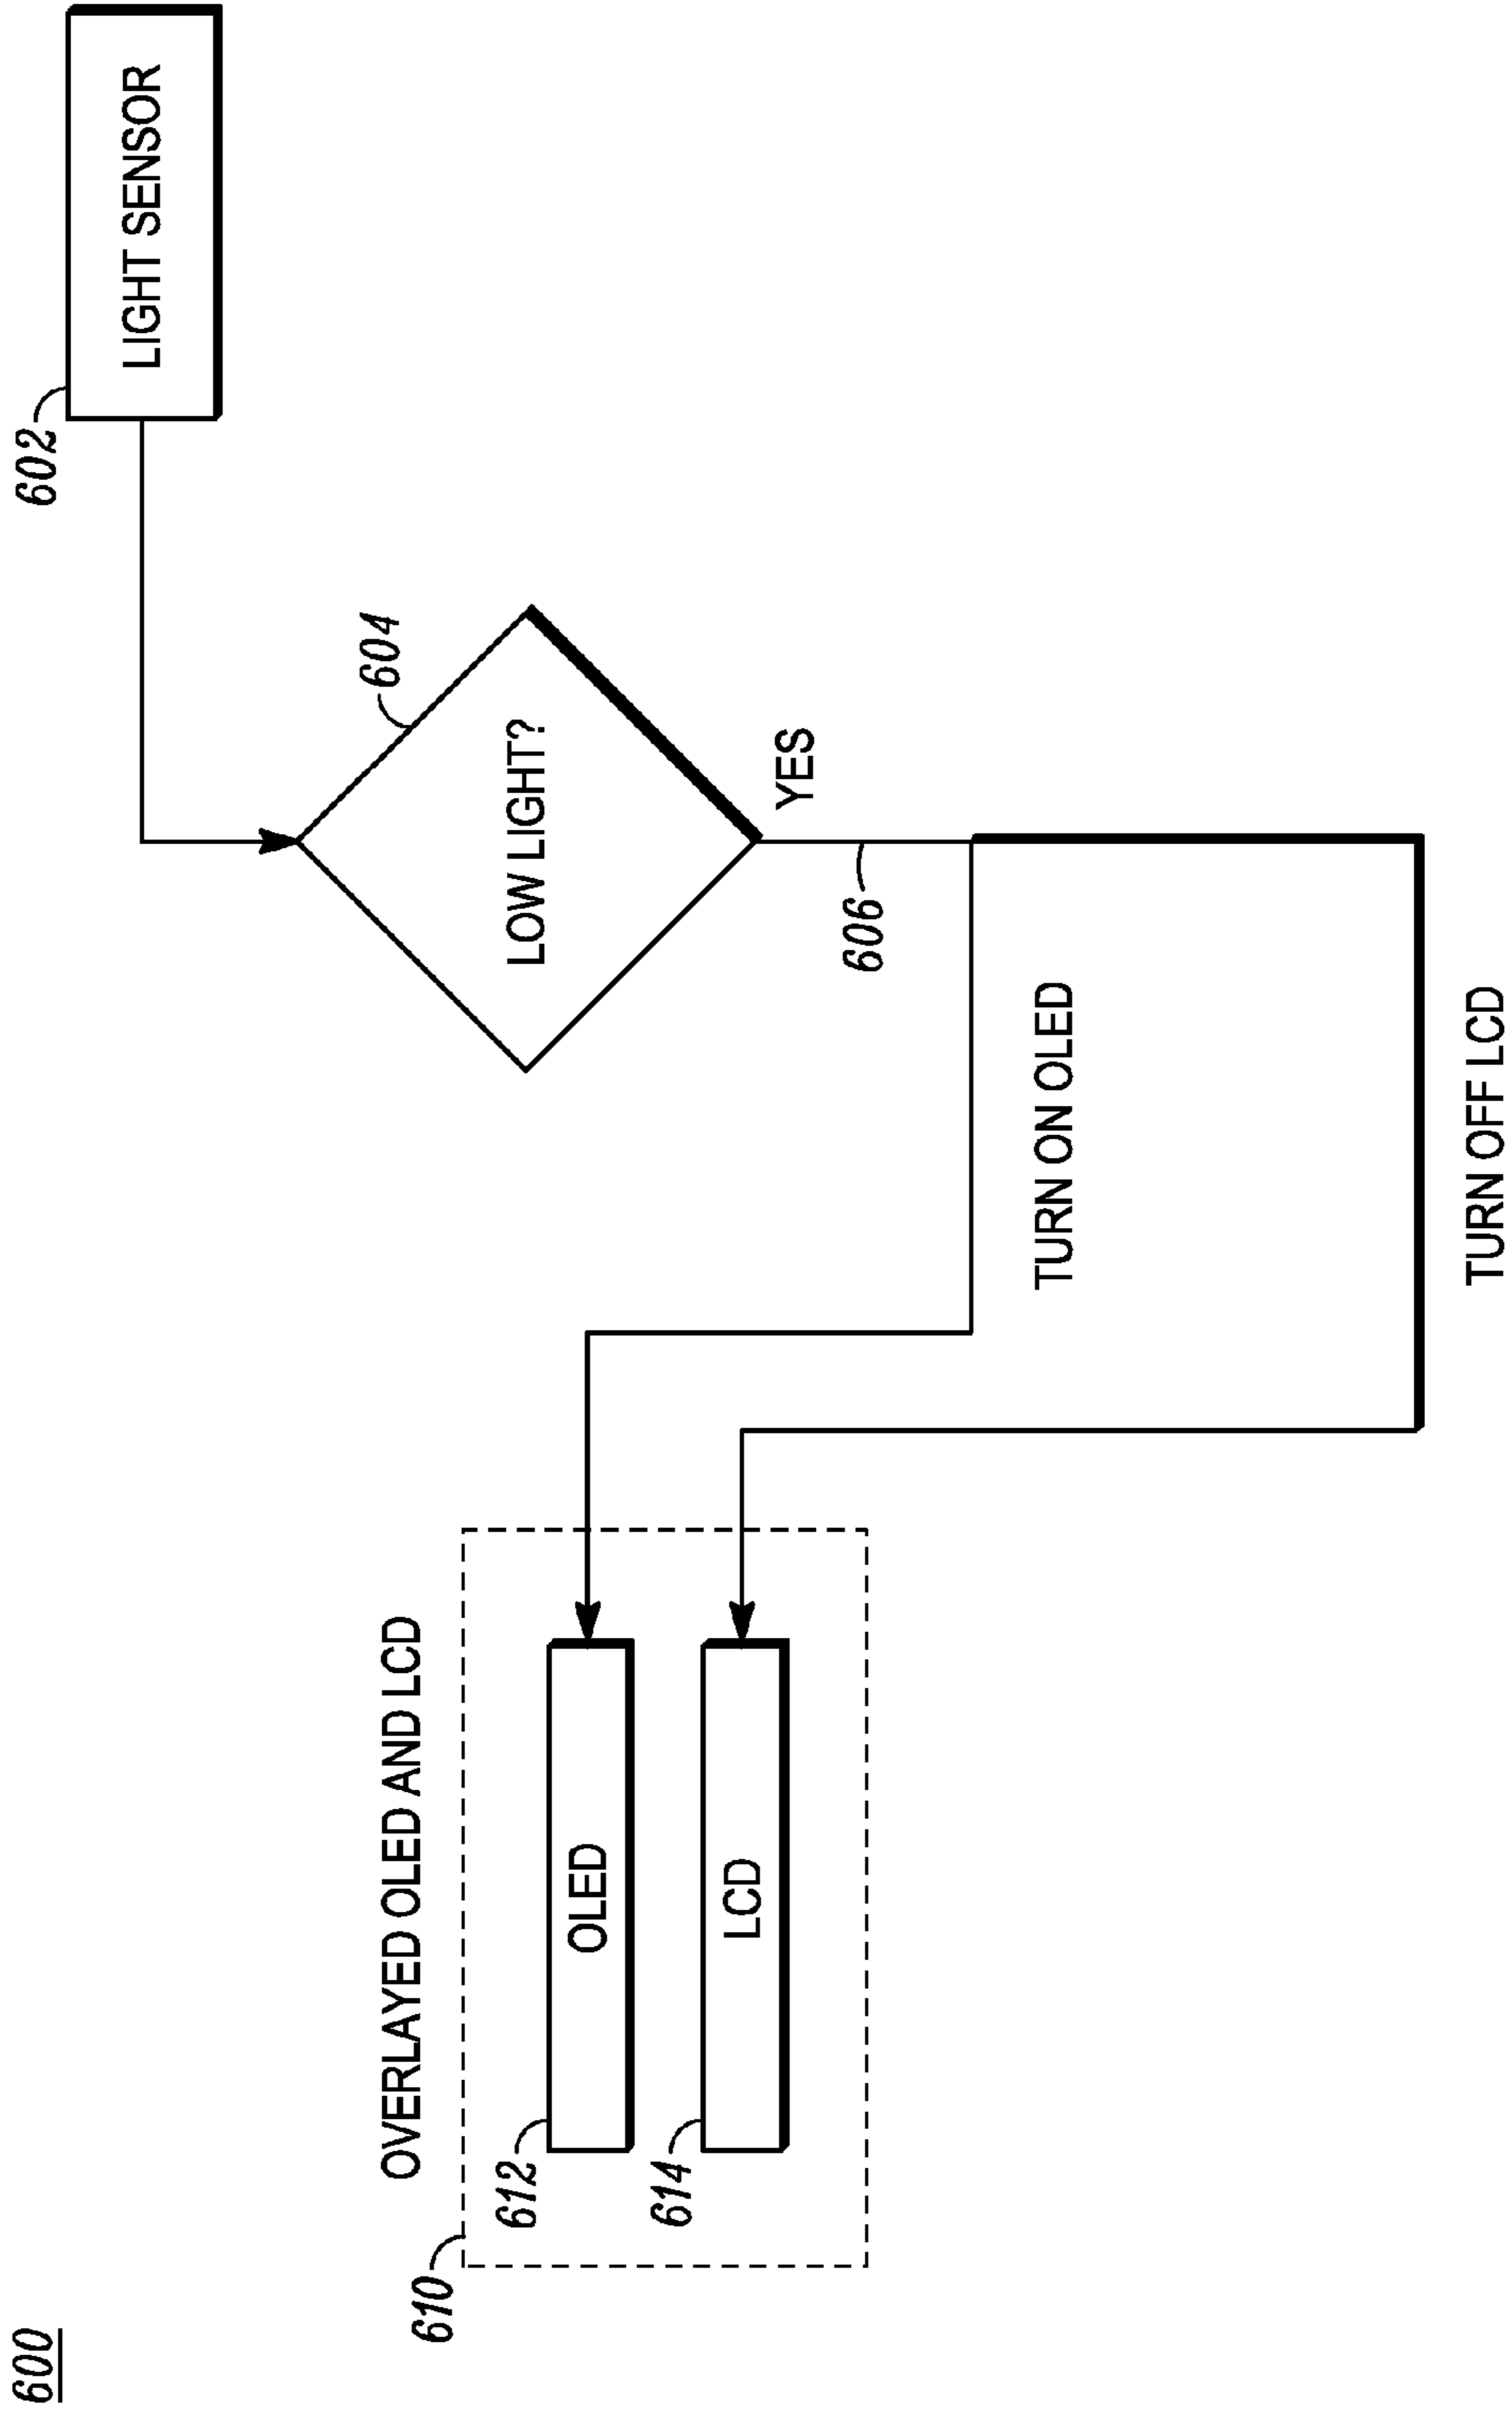 600
OVERLAYED OLED AND LCD
610
612
OLED
614
LCD
LIGHT SENSOR
602
604
LOW LIGHT?
YES
606
TURN ON OLED
TURN OFF LCD